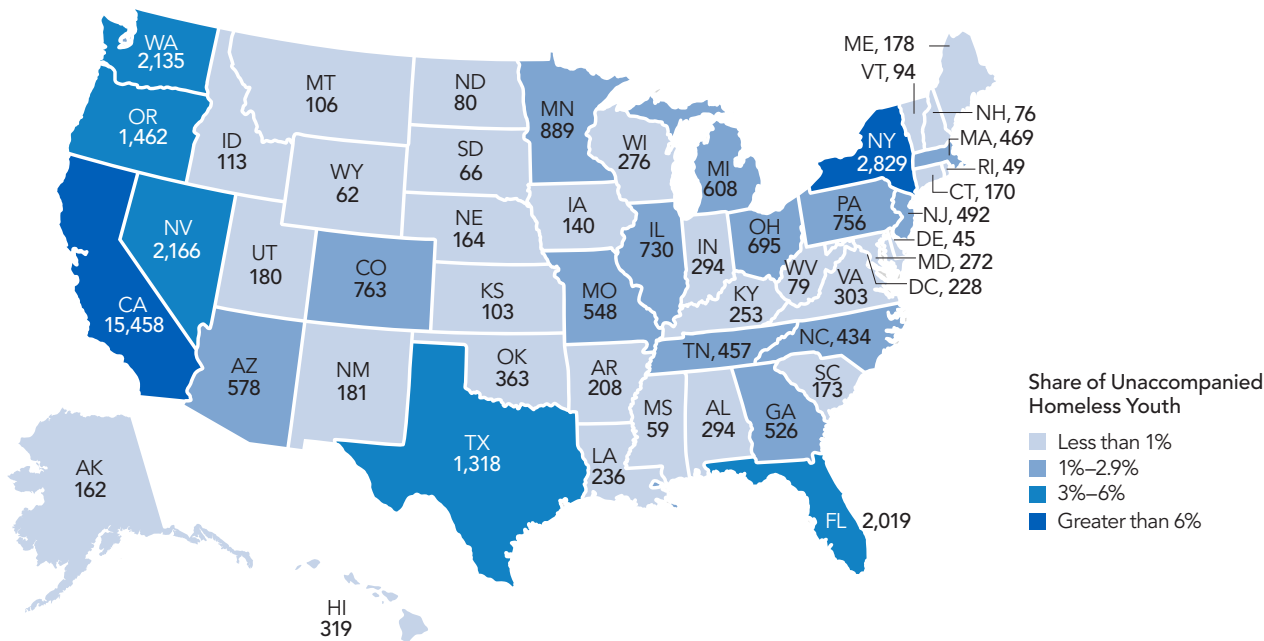 WA
2,135
OR
1,462
CA
15,458
NV
2,166
ID
113
MT
106
WY
62
UT
180
AZ
578
CO
763
NM
181
ND
80
SD
66
NE
164
KS
103
OK
363
TX
1,318
MN
889
IA
140
MO
548
AR
208
LA
236
WI
276
IL
730
MI
608
IN
294
OH
695
KY
253
TN, 457
MS
59
AL
294
GA
526
FL 2,019
SC
173
NC, 434
VA
303
WV
79
PA
756
NY
2,829
ME, 178
VT, 94
NH, 76
MA, 469
RI, 49
CT, 170
NJ, 492
DE, 45
MD, 272
DC, 228
AK
162
HI
319
Share of Unaccompanied
Homeless Youth
Less than 1%
1%–2.9%
3%–6%
Greater than 6%